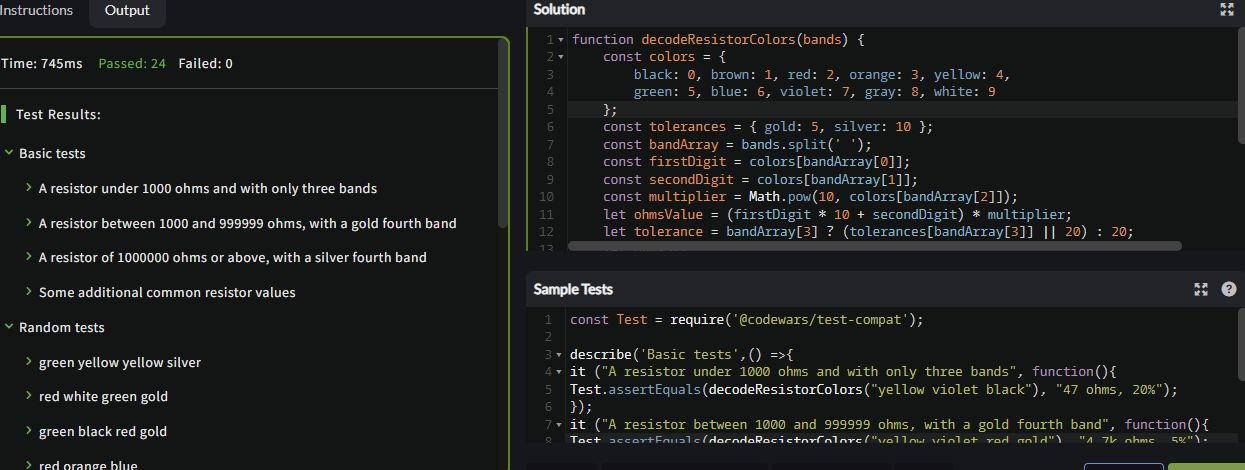 Instructions
Output
Time: 745ms Passed: 24 Failed: 0
Test Results:
Basic tests
A resistor under 1000 ohms and with only three bands
A resistor between 1000 and 999999 ohms, with a gold fourth band
A resistor of 1000000 ohms or above, with a silver fourth band
Some additional common resistor values
Random tests
green yellow yellow silver
red white green gold
green black red gold
red orange blue
Solution
1 function decodeResistorColors(bands) {
2 const colors = {
3 black: 0, brown: 1, red: 2, orange: 3, yellow: 4,
4 green: 5, blue: 6, violet: 7, gray: 8, white: 9
5 };
6 const tolerances = { gold: 5, silver: 10 };
7 const bandArray = bands.split(' ');
8 const firstDigit = colors[bandArray[0]];
9 const secondDigit = colors[bandArray[1]];
10 const multiplier = Math.pow(10, colors[bandArray[2]]);
11 let ohmsValue = (firstDigit * 10 + secondDigit) * multiplier;
12 let tolerance = bandArray[3] ? (tolerances[bandArray[3]] || 20) : 20;
13
Sample Tests
?
1 const Test = require('@codewars/test-compat');
2
3 describe('Basic tests',() =>{
4 it ("A resistor under 1000 ohms and with only three bands", function(){
5 Test.assertEquals(decodeResistorColors("yellow violet black"), "47 ohms, 20%");
6 });
7 it ("A resistor between 1000 and 999999 ohms, with a gold fourth band", function(){
8 Test.assertEquals(decodeResistorColors("yellow violet red gold"), "4.7k ohms, 5%");